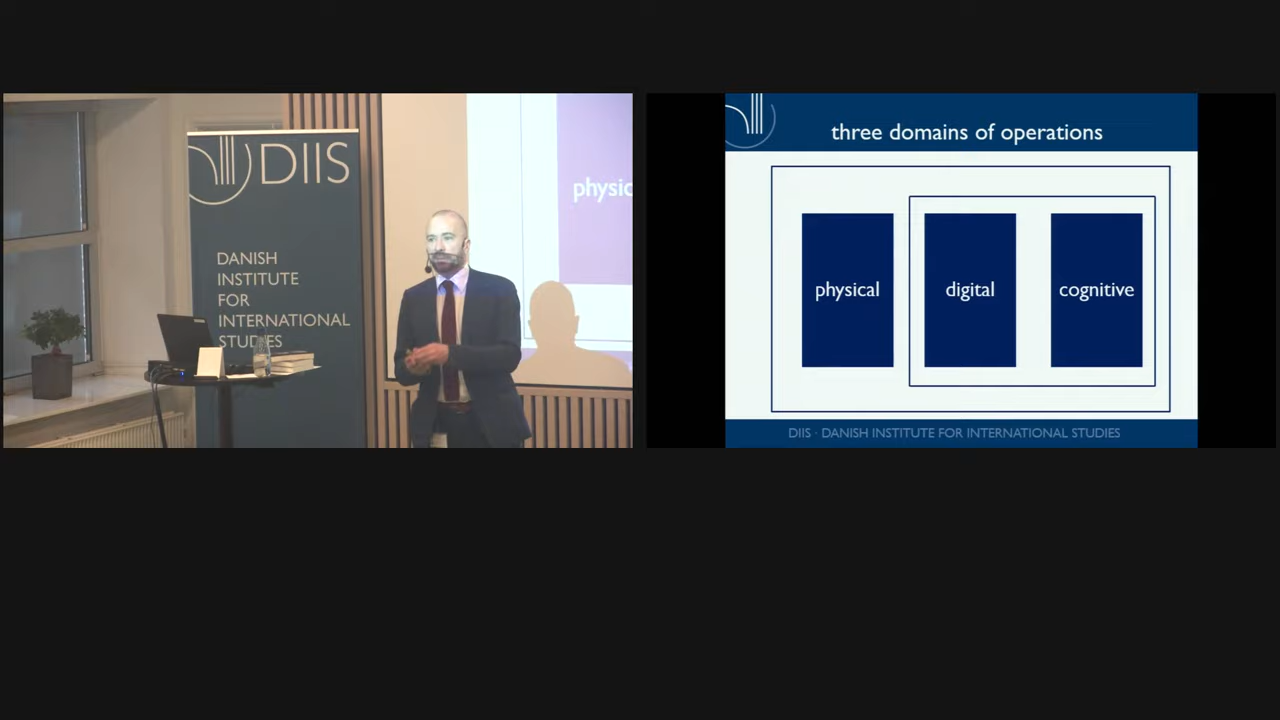 DIIS
DANISH
INSTITUTE
FOR
INTERNATIONAL
STUDIES
physic
three domains of operations
physical
digital
cognitive
DIIS · DANISH INSTITUTE FOR INTERNATIONAL STUDIES